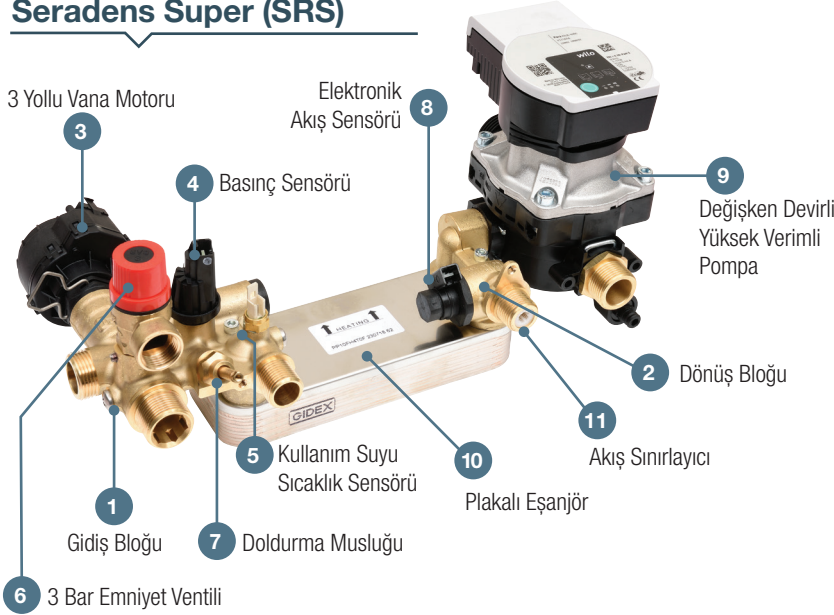 Seradens Super (SRS)
3 Yollu Vana Motoru
3
4
Basınç Sensörü
Elektronik
Akış Sensörü
8
wilo
9
Değişken Devirli
Yüksek Verimli
Pompa
HEATING
GIDEX
2
Dönüş Bloğu
11
Akış Sınırlayıcı
5
Kullanım Suyu
Sıcaklık Sensörü
10
Plakalı Eşanjör
1
Gidiş Bloğu
7
Doldurma Musluğu
6
3 Bar Emniyet Ventili